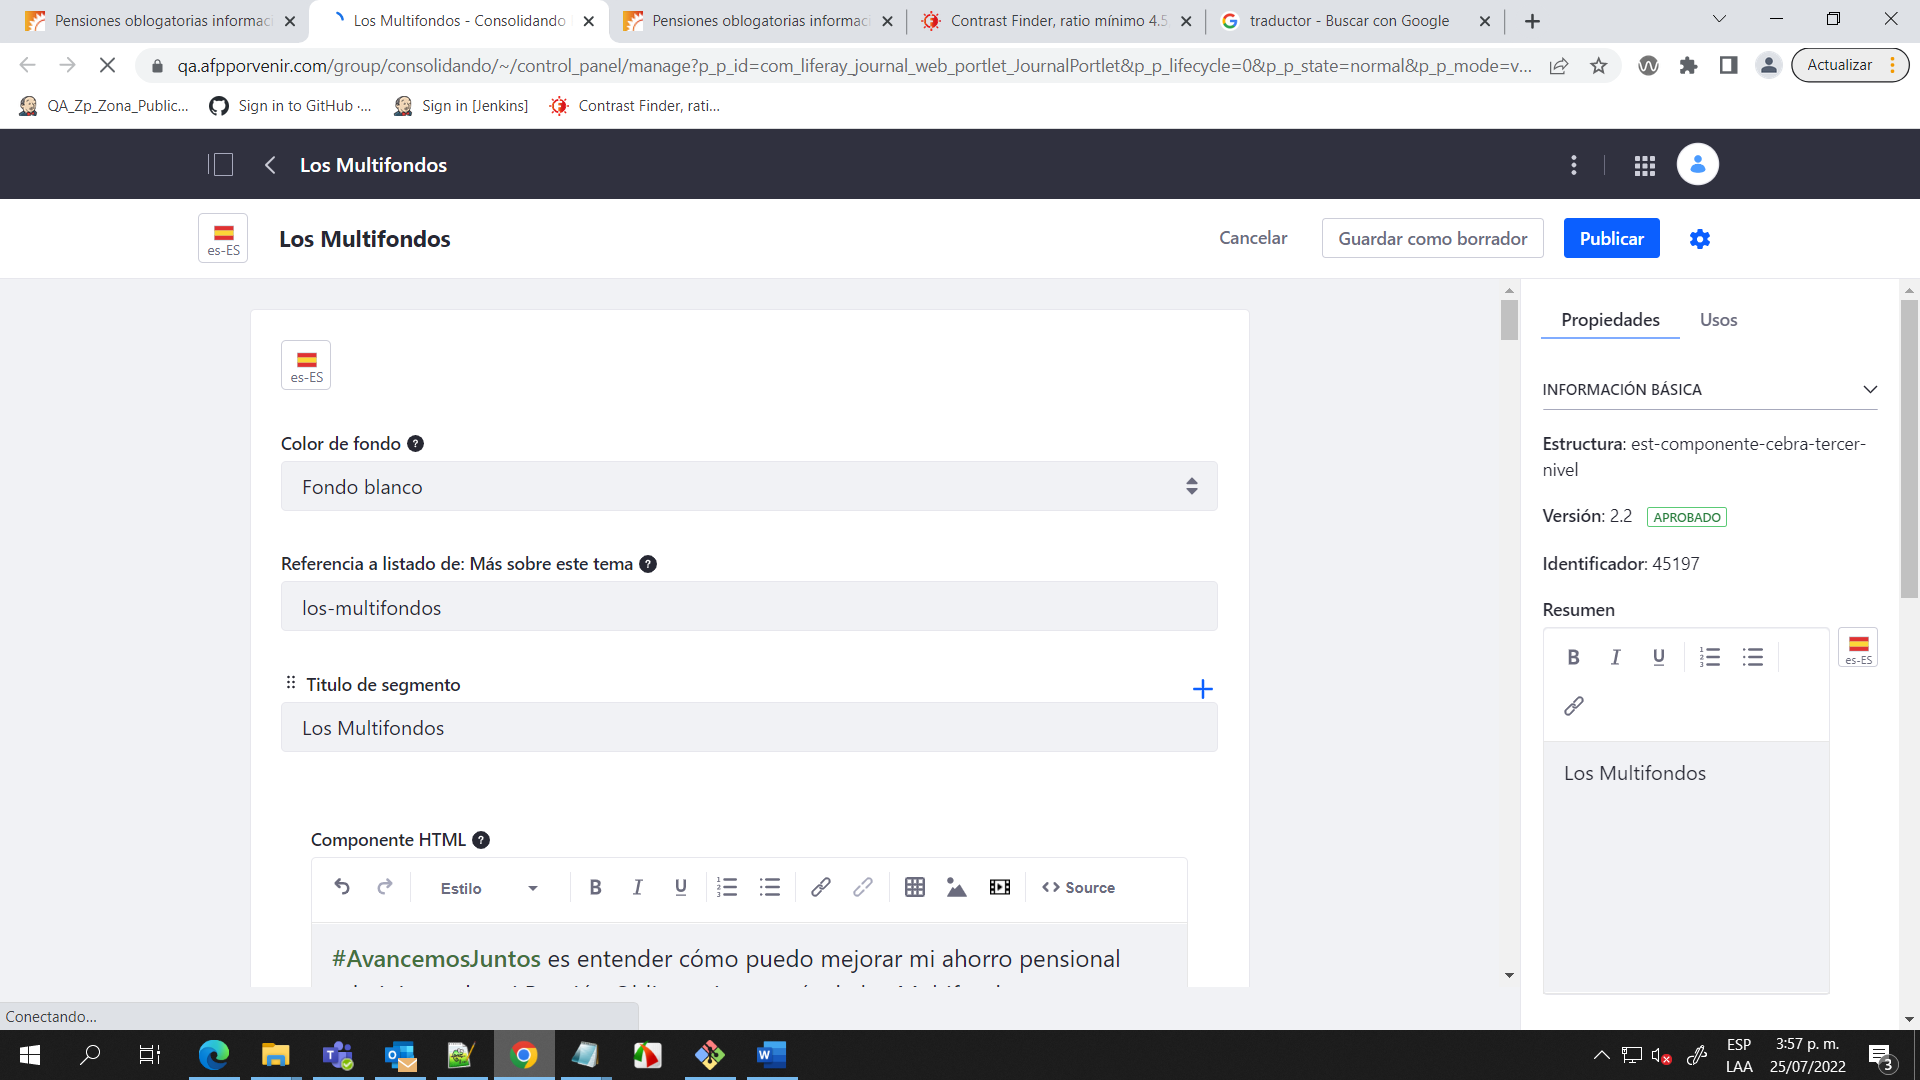 Pensiones oblogatorias informaci
Los Multifondos - Consolidando
Pensiones oblogatorias informaci
Contrast Finder, ratio mínimo 4.5
traductor - Buscar con Google
qa.afpporvenir.com/group/consolidando/~/control_panel/manage?p_p_id=com_liferay_journal_web_portlet_JournalPortlet&p_p_lifecycle=0&p_p_state=normal&p_p_mode=v...
Actualizar
QA_Zp_Zona_Public...
Sign in to GitHub ·...
Sign in [Jenkins]
Contrast Finder, rati...
Los Multifondos
es-ES
Los Multifondos
Cancelar
Guardar como borrador
Publicar
es-ES
Color de fondo ?
Fondo blanco
Referencia a listado de: Más sobre este tema ?
los-multifondos
Titulo de segmento
Los Multifondos
Componente HTML ?
Estilo
B I U
Source
#AvancemosJuntos es entender cómo puedo mejorar mi ahorro pensional
Propiedades
Usos
INFORMACIÓN BÁSICA
Estructura: est-componente-cebra-tercer-
nivel
Versión: 2.2 APROBADO
Identificador: 45197
Resumen
B I U
es-ES
Los Multifondos
Conectando...
ESP
LAA
3:57 p. m.
25/07/2022
3